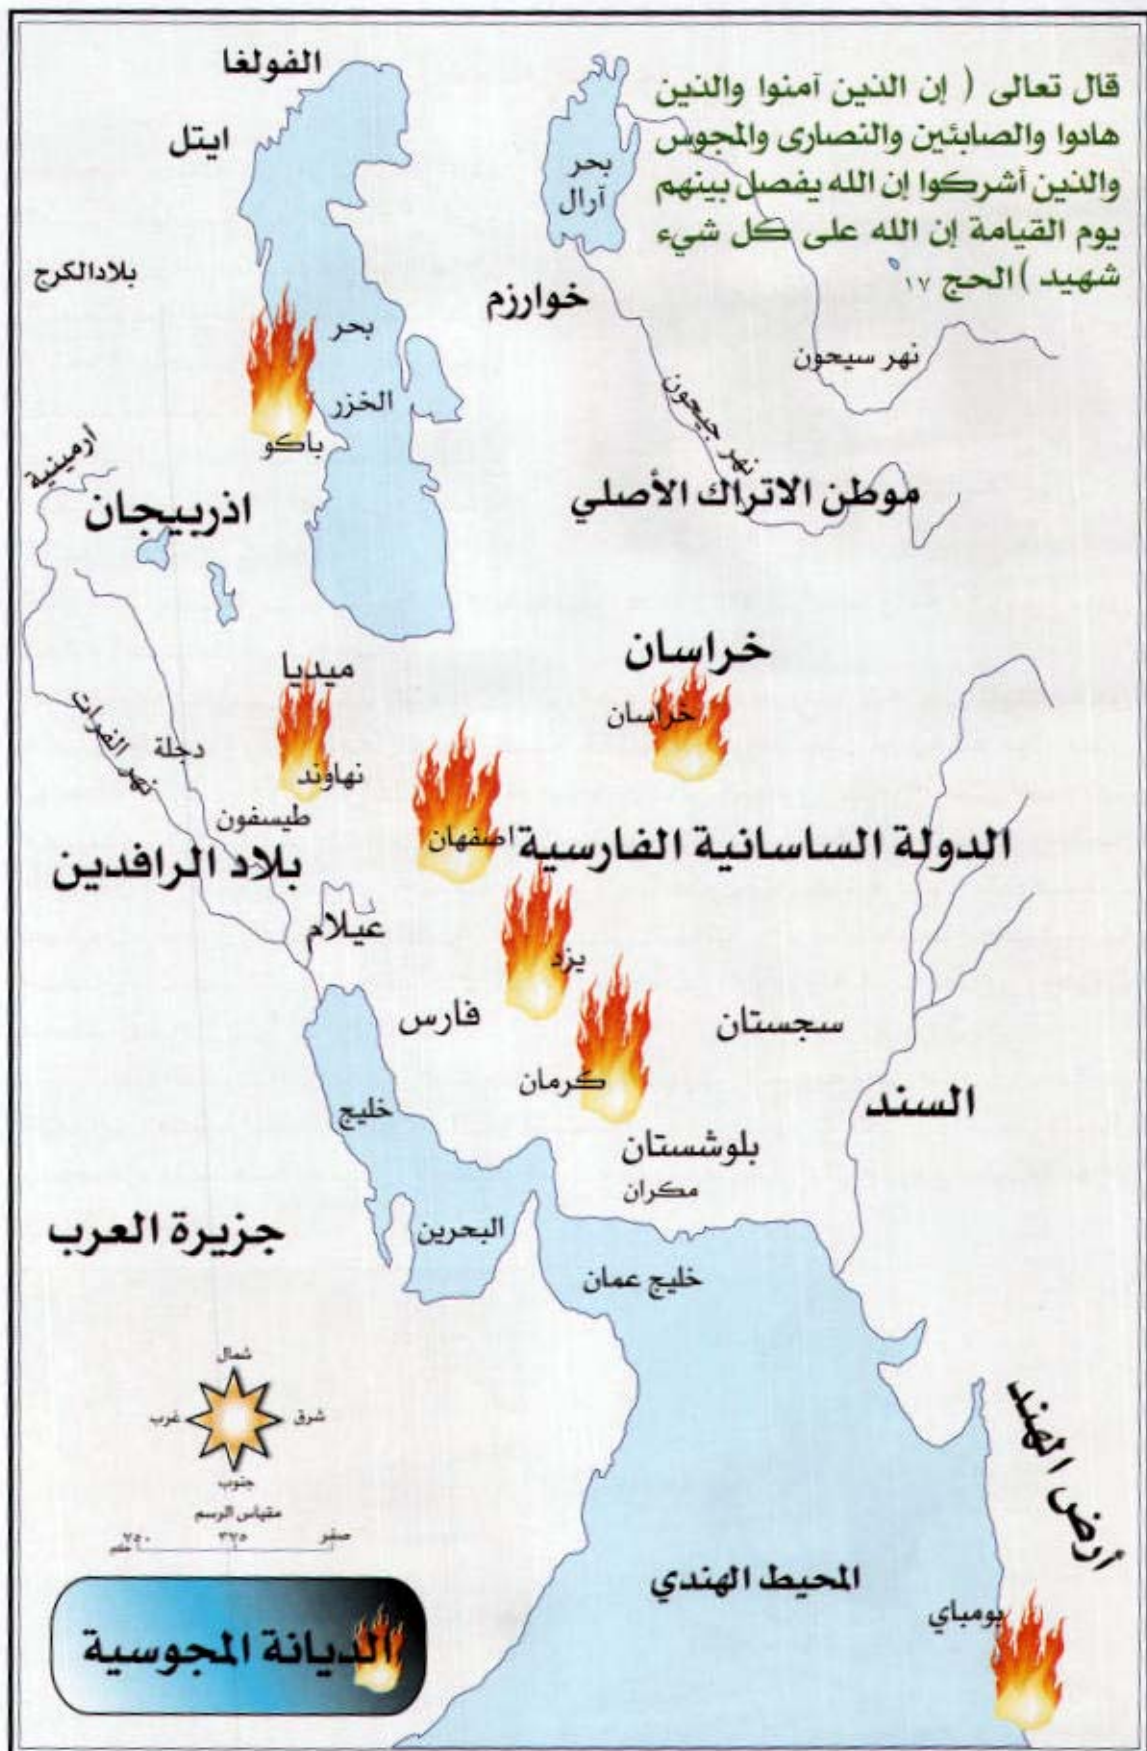 قال تعالى ( إن الذين آمنوا والذين
هادوا والصابئين والنصارى والمجوس
والذين أشركوا إن الله يفصل بينهم
يوم القيامة إن الله على كل شيء
شهيد ) الحج ١٧
الفولغا
ايتل
بحر
آرال
بلادالكرج
خوارزم
بحر
الخزر
نهر سيحون
نهر جيحون
باكو
ارمينية
اذربيجان
موطن الاتراك الأصلي
خراسان
ميديا
خراسان
نهر الفرات
دجلة
نهاوند
طيسفون
اصفهان
الدولة الساسانية الفارسية
بلاد الرافدين
عيلام
يزد
فارس
سجستان
كرمان
السند
خليج
بلوشستان
مكران
جزيرة العرب
البحرين
خليج عمان
شمال
شرق
غرب
جنوب
مقياس الرسم
صفر ٣٧٥ ٧٥٠
أرض الهند
المحيط الهندي
بومباي
الديانة المجوسية